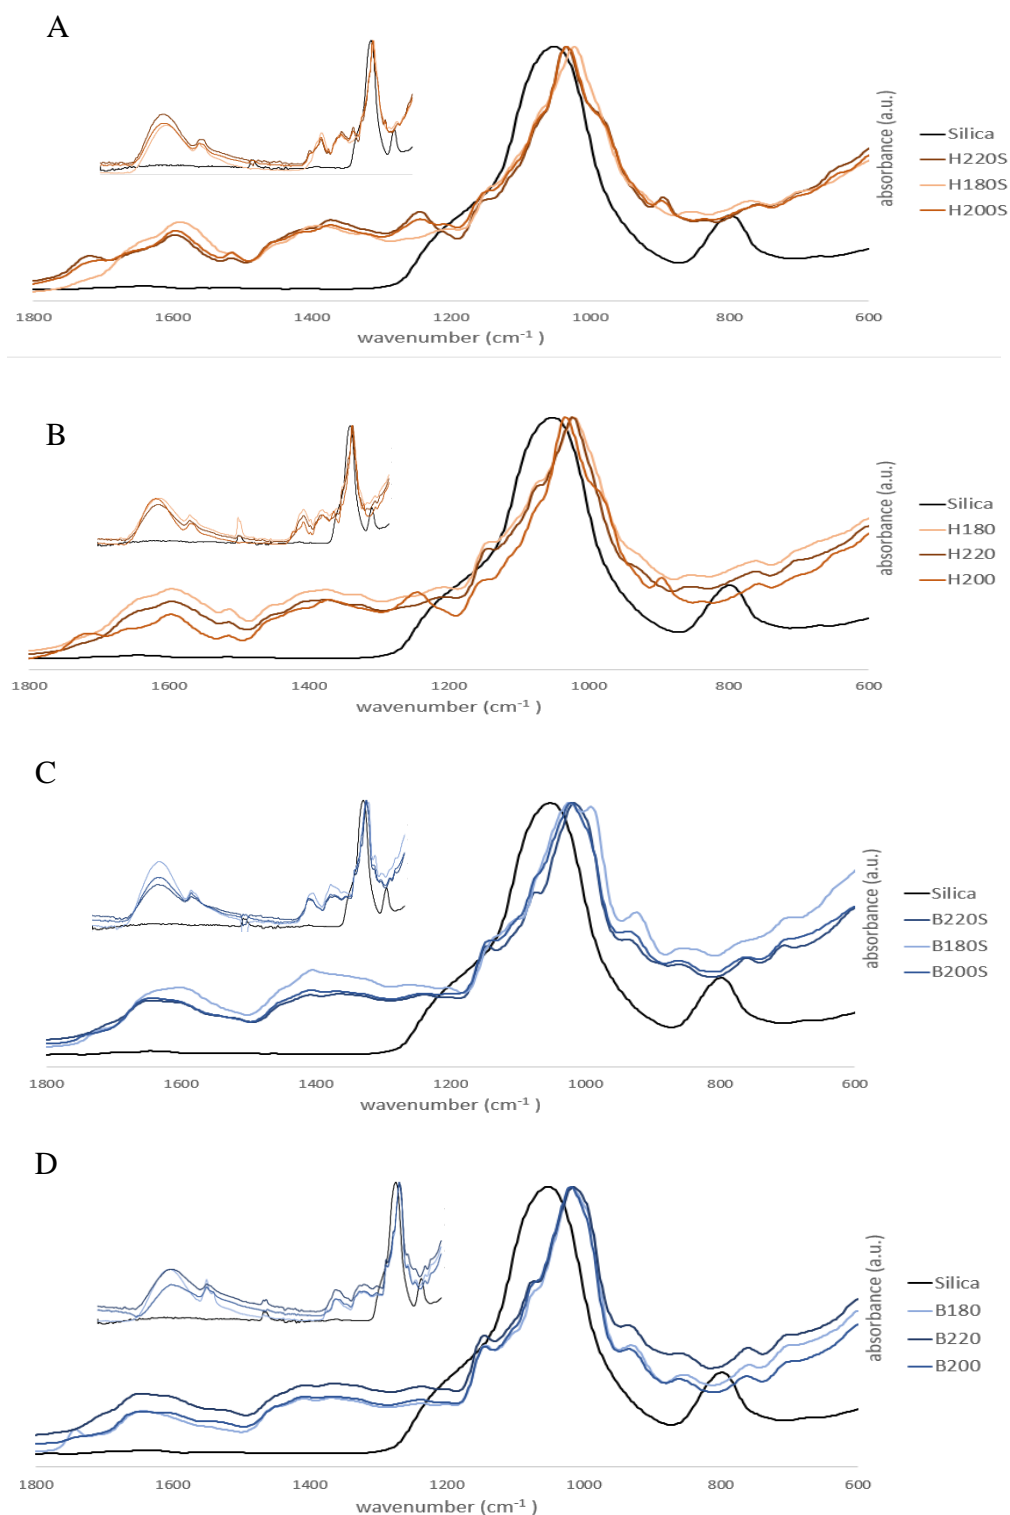 A
absorbance (a.u.)
Silica
H220S
H180S
H200S
1800 1600 1400 1200 1000 800 600
wavenumber (cm-1 )
B
absorbance (a.u.)
Silica
H180
H220
H200
1800 1600 1400 1200 1000 800 600
wavenumber (cm-1 )
C
absorbance (a.u.)
Silica
B220S
B180S
B200S
1800 1600 1400 1200 1000 800 600
wavenumber (cm-1 )
D
absorbance (a.u.)
Silica
B180
B220
B200
1800 1600 1400 1200 1000 800 600
wavenumber (cm-1 )